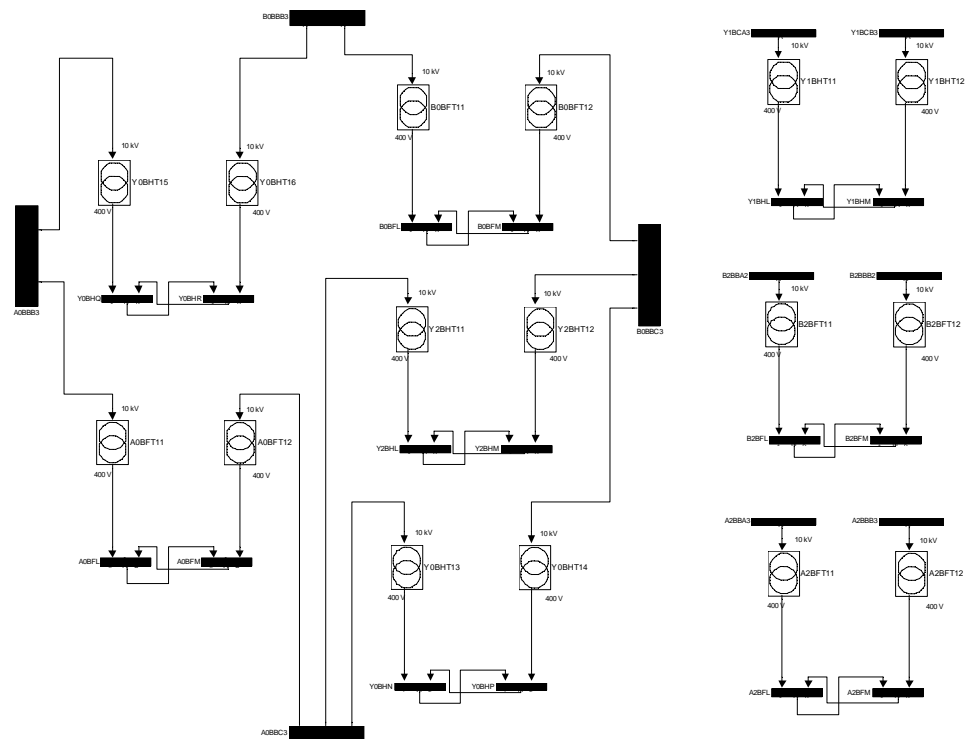 B0BBB3
10 kV
B0BFT11
400 V
10 kV
B0BFT12
400 V
B0BFL
B0BFM
10 kV
Y0BHT15
400 V
10 kV
Y0BHT16
400 V
Y0BHQ
Y0BHR
A0BBB3
10 kV
Y2BHT11
400 V
10 kV
Y2BHT12
400 V
Y2BHL
Y2BHM
B0BBC3
10 kV
A0BFT11
400 V
10 kV
A0BFT12
400 V
A0BFL
A0BFM
10 kV
Y0BHT13
400 V
10 kV
Y0BHT14
400 V
Y0BHN
Y0BHP
A0BBC3
Y1BCA3
Y1BCB3
10 kV
Y1BHT11
400 V
10 kV
Y1BHT12
400 V
Y1BHL
Y1BHM
B2BBA2
B2BBB2
10 kV
B2BFT11
400 V
10 kV
B2BFT12
400 V
B2BFL
B2BFM
A2BBA3
A2BBB3
10 kV
A2BFT11
400 V
10 kV
A2BFT12
400 V
A2BFL
A2BFM